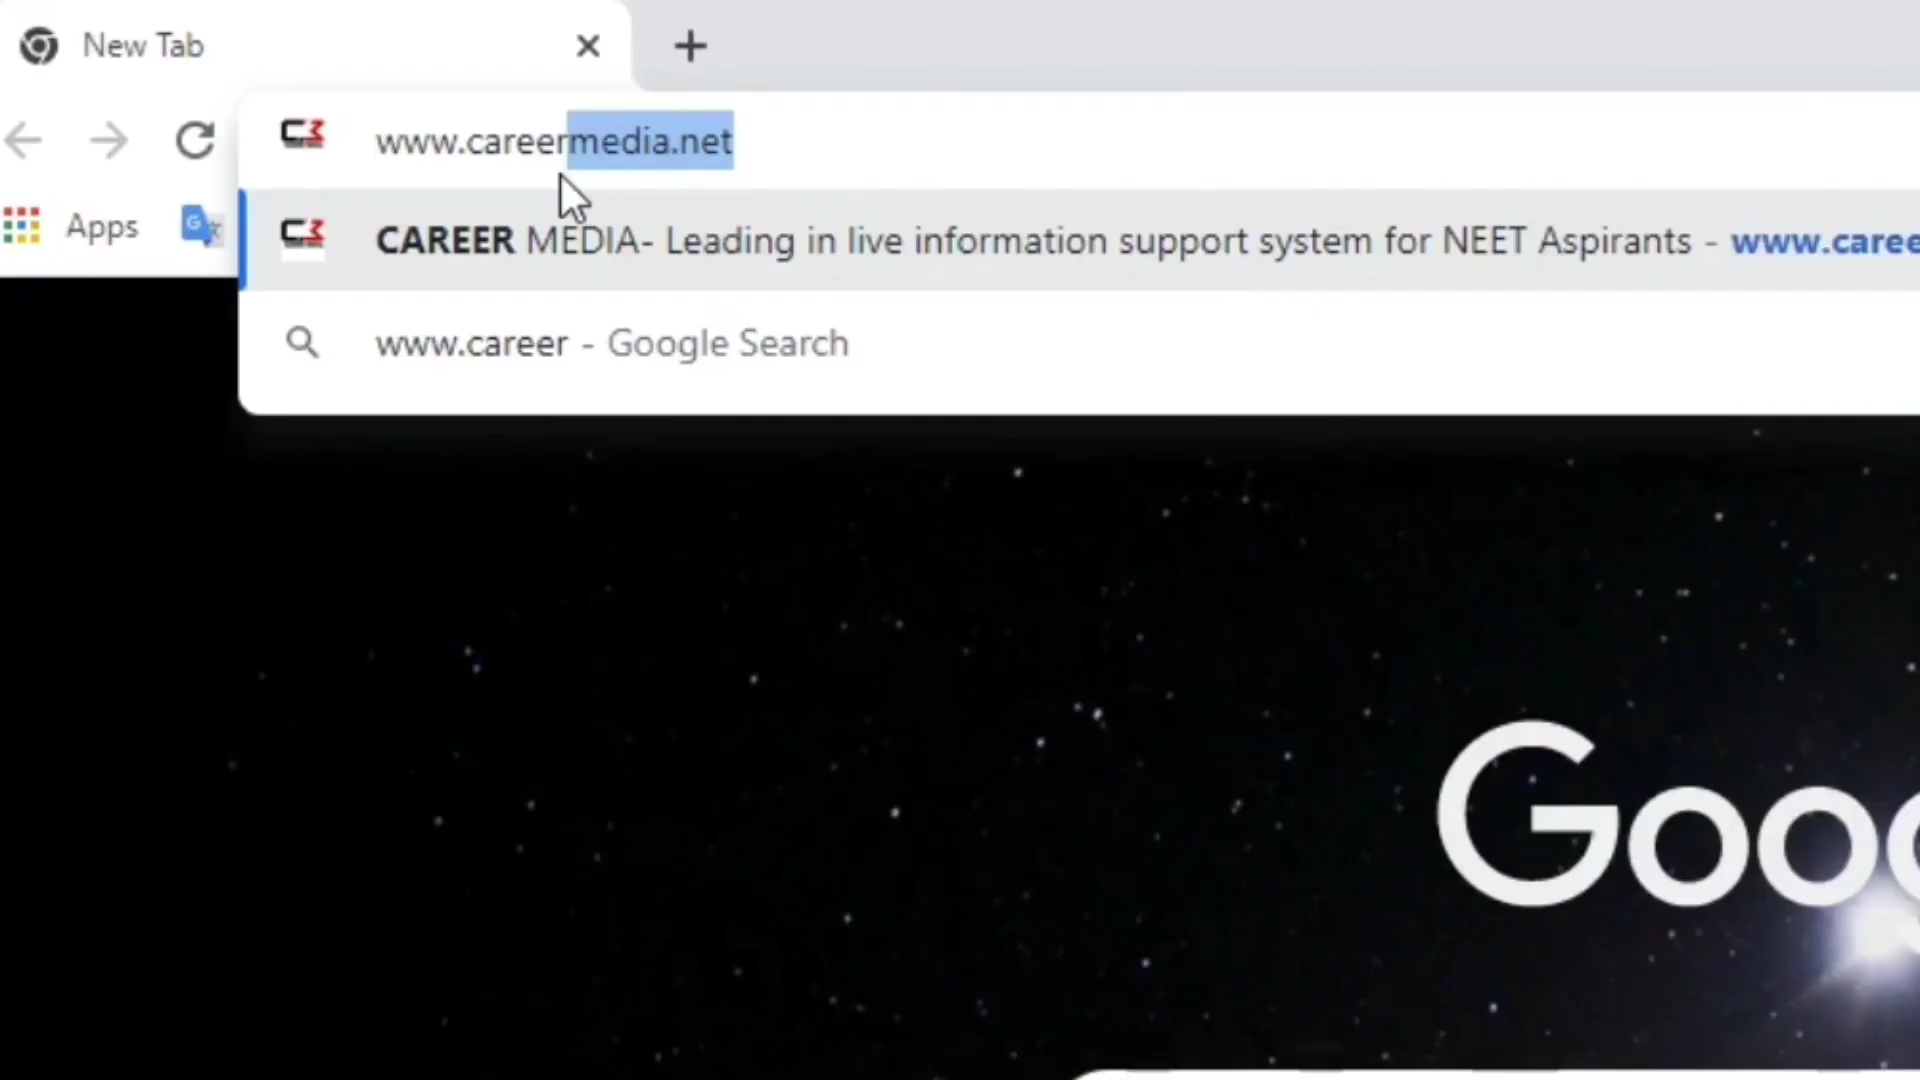 New Tab
www.careermedia.net
Apps
CAREER MEDIA- Leading in live information support system for NEET Aspirants - www.caree
www.career - Google Search
Goog